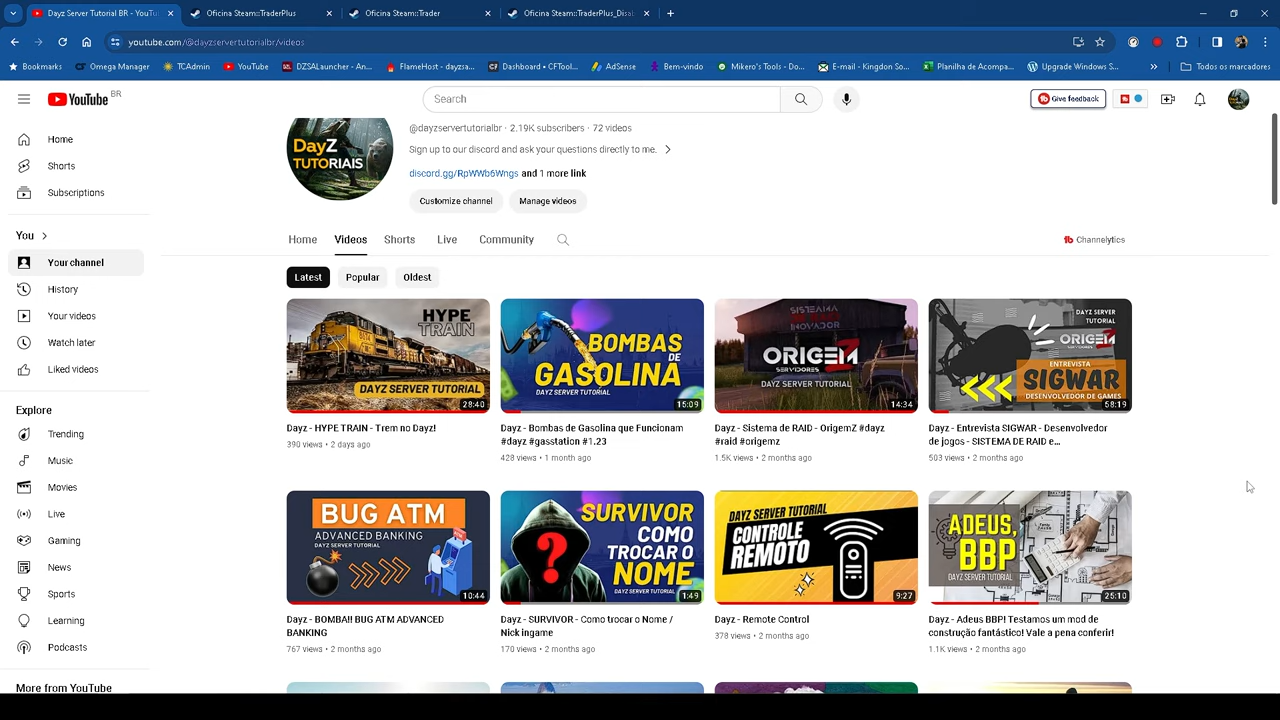 Dayz Server Tutorial BR - YouTu
Oficina Steam::TraderPlus
Oficina Steam::Trader
Oficina Steam::TraderPlus_Disab
youtube.com/@dayzservertutorialbr/videos
Bookmarks
Omega Manager
TCAdmin
YouTube
DZSALauncher - An...
FlameHost - dayzsa...
Dashboard • CFTool...
AdSense
Bem-vindo
Mikero's Tools - Do...
E-mail - Kingdon So...
Planilha de Acompa...
Upgrade Windows S...
Todos os marcadores
YouTube BR
Search
Give feedback
DayZ
TUTORIAIS
@dayzservertutorialbr · 2.19K subscribers · 72 videos
Sign up to our discord and ask your questions directly to me.
discord.gg/RpWWb6Wngs and 1 more link
Customize channel
Manage videos
Home
Videos
Shorts
Live
Community
Channelytics
Latest
Popular
Oldest
Home
Shorts
Subscriptions
You
Your channel
History
Your videos
Watch later
Liked videos
Explore
Trending
Music
Movies
Live
Gaming
News
Sports
Learning
Podcasts
More from YouTube
HYPE
TRAIN
DAYZ SERVER TUTORIAL
28:40
Dayz - HYPE TRAIN - Trem no Dayz!
390 views • 2 days ago
BOMBAS
DE
GASOLINA
DAYZ SERVER TUTORIAL
15:09
Dayz - Bombas de Gasolina que Funcionam
#dayz #gasstation #1.23
428 views • 1 month ago
SISTEMA
DE RAID
INOVADOR
ORIGEMZ
SERVIDORES
DAYZ SERVER TUTORIAL
14:34
Dayz - Sistema de RAID - OrigemZ #dayz
#raid #origemz
1.5K views • 2 months ago
DAYZ SERVER
TUTORIAL
ORIGEMZ
SERVIDORES
ENTREVISTA
SIGWAR
DESENVOLVEDOR DE GAMES
58:19
Dayz - Entrevista SIGWAR - Desenvolvedor
de jogos - SISTEMA DE RAID e...
503 views • 2 months ago
BUG ATM
ADVANCED BANKING
DAYZ SERVER TUTORIAL
10:44
Dayz - BOMBA!! BUG ATM ADVANCED
BANKING
767 views • 2 months ago
SURVIVOR
COMO
TROCAR O
NOME
DAYZ SERVER TUTORIAL
1:49
Dayz - SURVIVOR - Como trocar o Nome /
Nick ingame
170 views • 2 months ago
DAYZ SERVER TUTORIAL
CONTROLE
REMOTO
9:27
Dayz - Remote Control
378 views • 2 months ago
ADEUS,
BBP
DAYZ SERVER TUTORIAL
25:10
Dayz - Adeus BBP! Testamos um mod de
construção fantástico! Vale a pena conferir!
1.1K views • 2 months ago